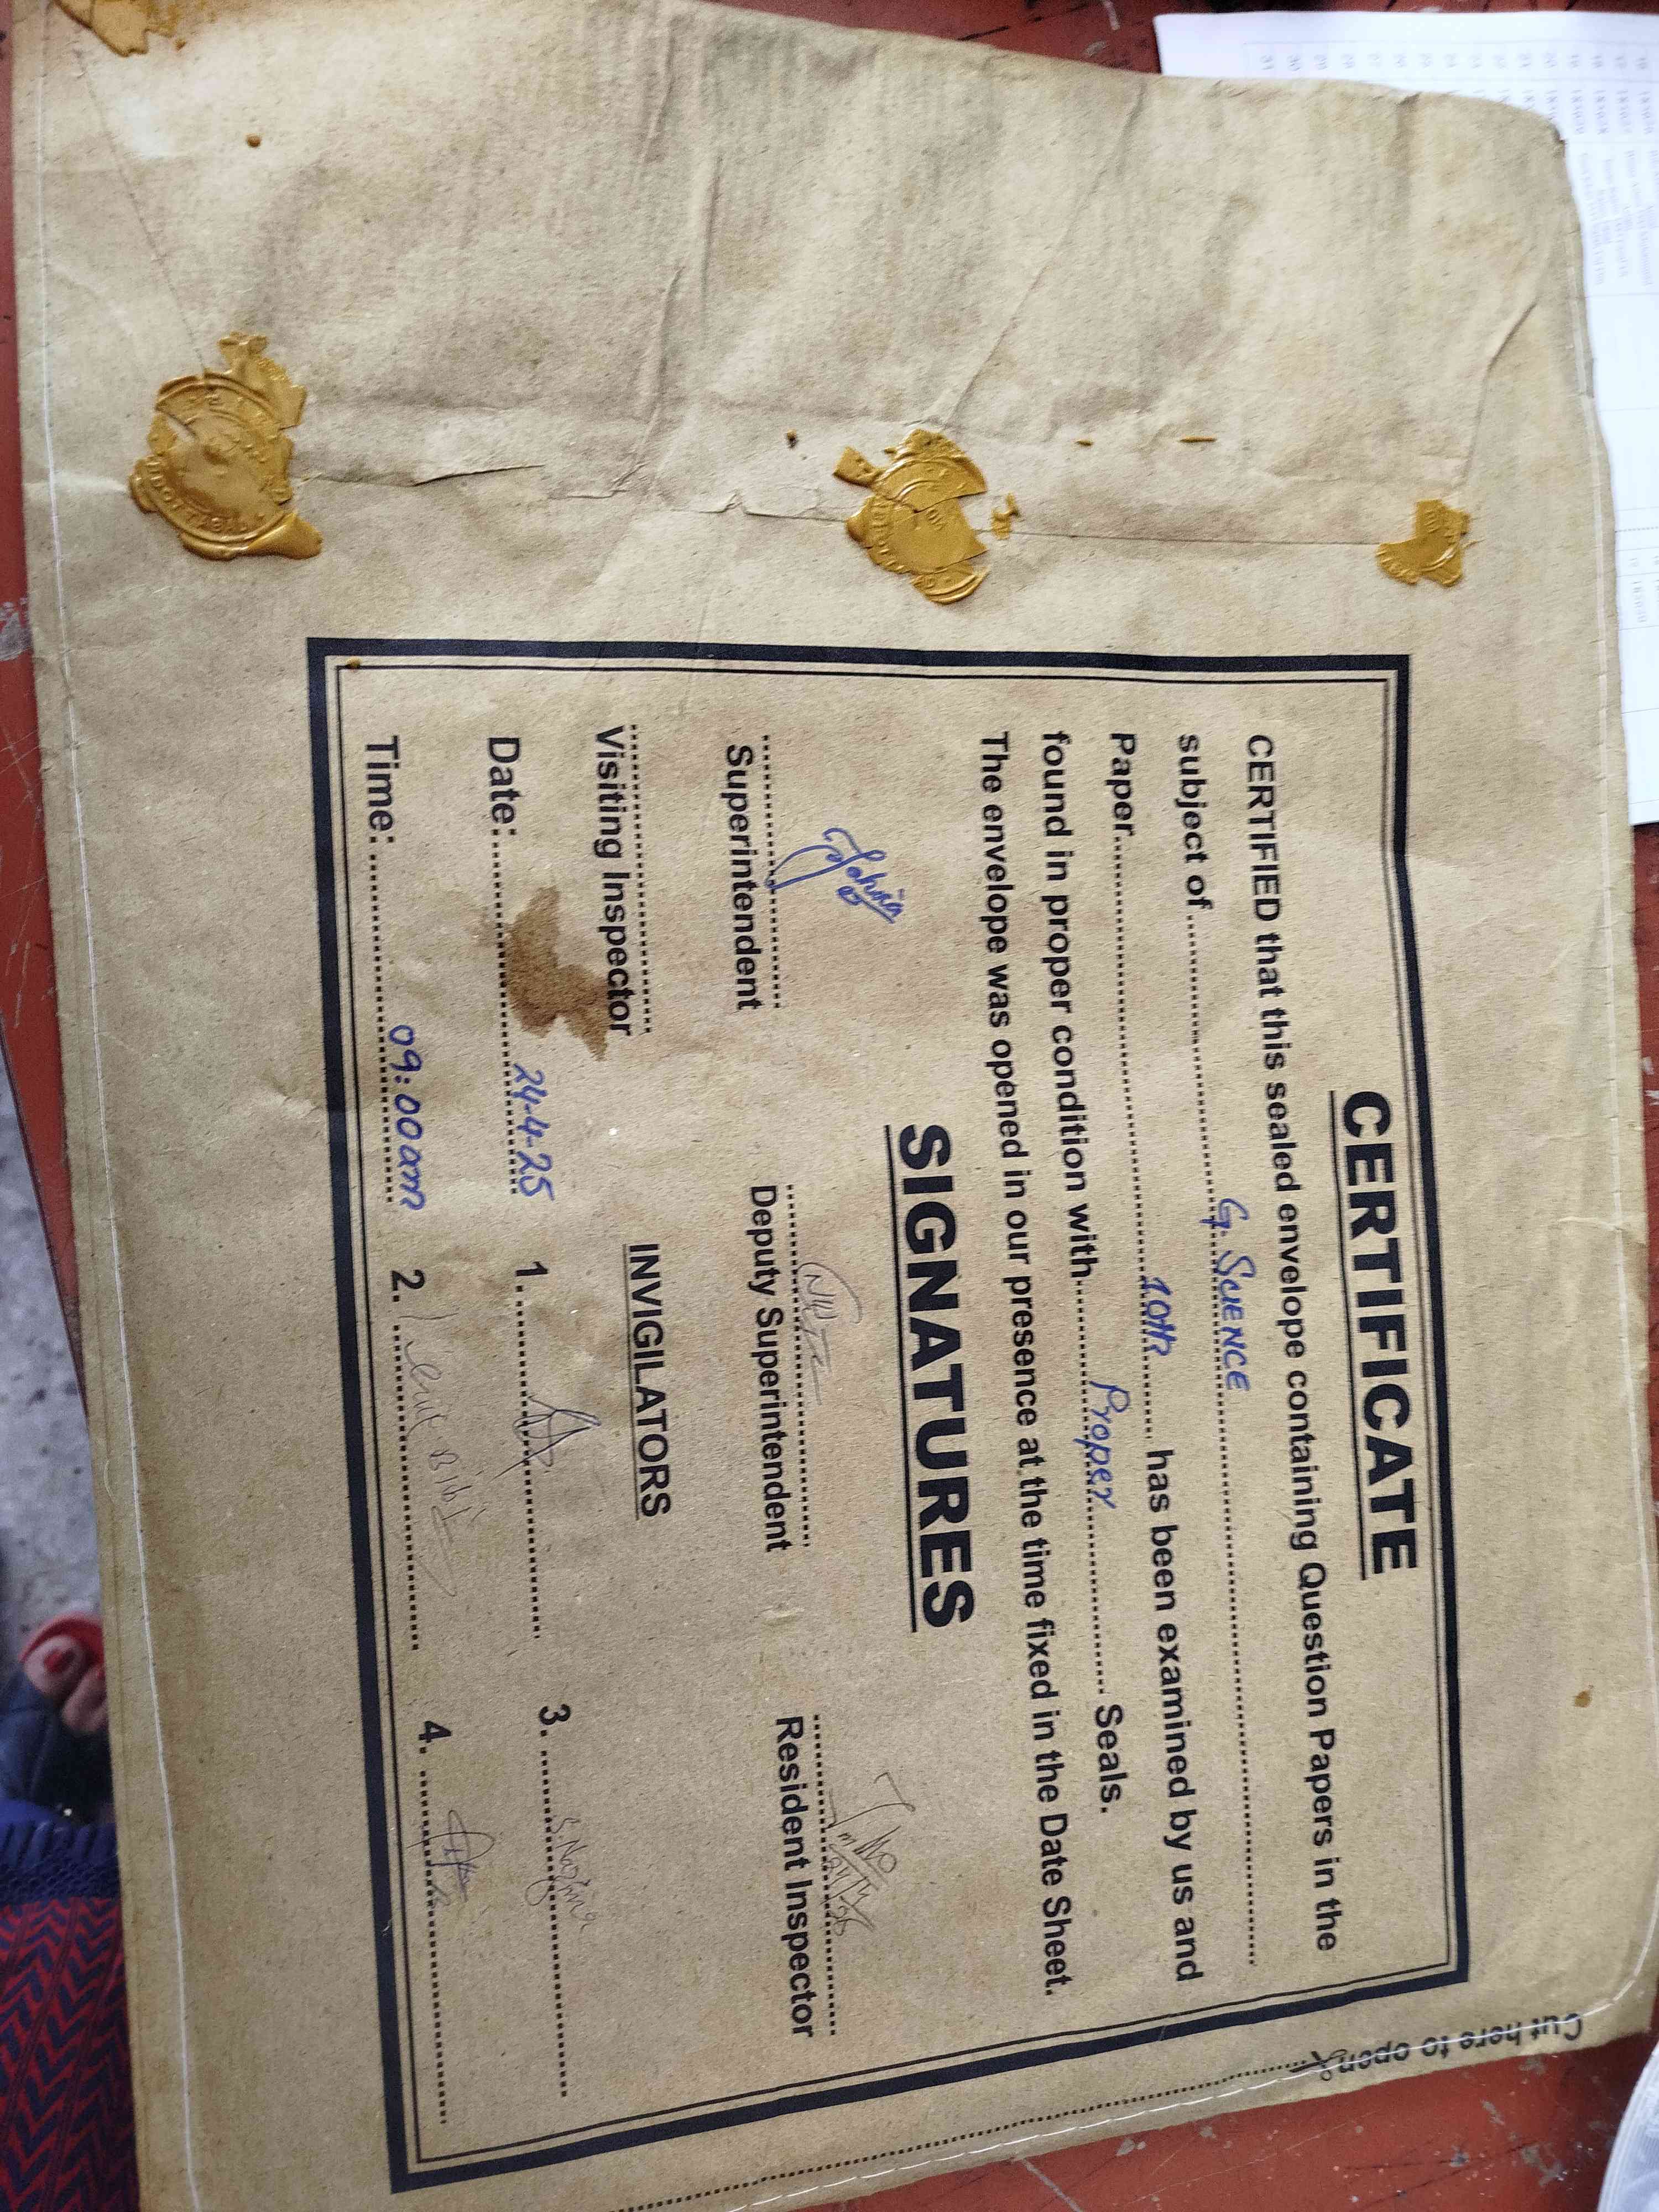 CERTIFICATE
CERTIFIED that this sealed envelope containing Question Papers in the
subject of ........ G. SCIENCE ........
Paper ........ 10th ........ has been examined by us and
found in proper condition with ........ Proper ........ Seals.
The envelope was opened in our presence at the time fixed in the Date Sheet.
SIGNATURES
Superintendent Deputy Superintendent Resident Inspector
Visiting Inspector
INVIGILATORS
Date: ........ 24-4-25 1. ........ 3. ........ Nagina
Time: ........ 09:00am 2. ........ Bibi 4. ........
Cut here to open